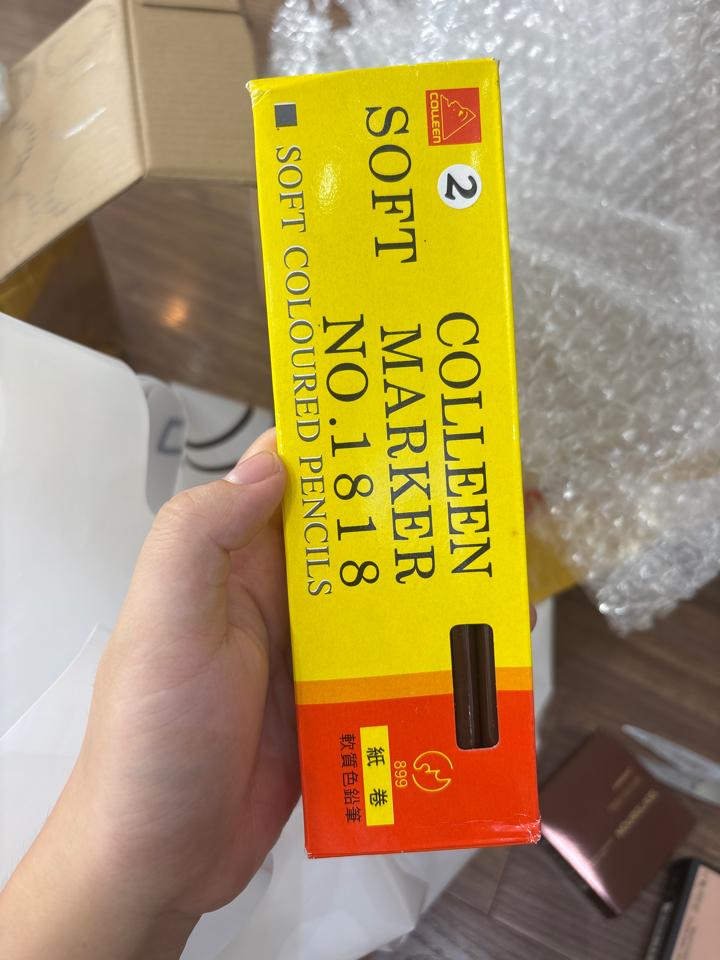 COLLEEN
2
COLLEEN
SOFT MARKER
NO.1818
SOFT COLOURED PENCILS
899
紙卷
軟質色鉛筆